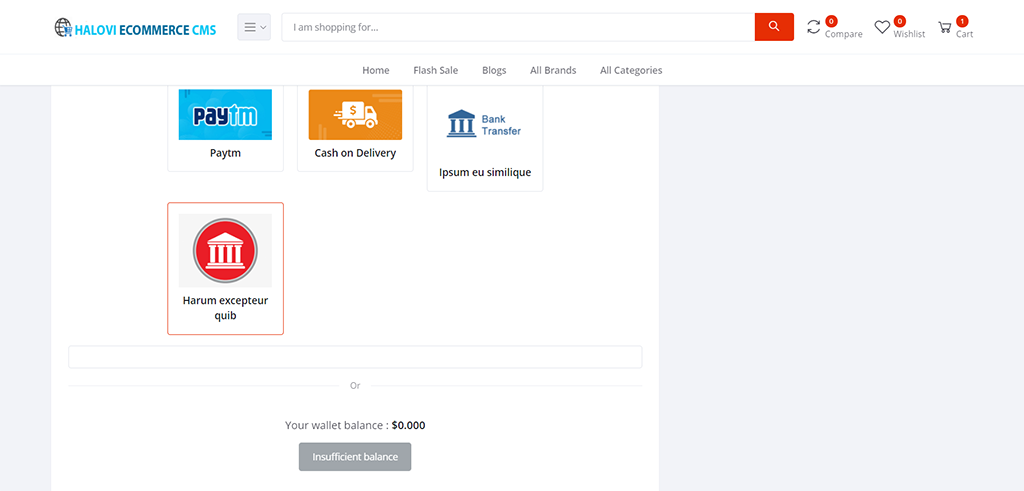 HALOVI ECOMMERCE CMS
I am shopping for...
0
Compare
0
Wishlist
1
Cart
Home Flash Sale Blogs All Brands All Categories
paytm
Paytm
$
Cash on Delivery
Bank
Transfer
Ipsum eu similique
Harum excepteur
quib
Or
Your wallet balance : $0.000
Insufficient balance